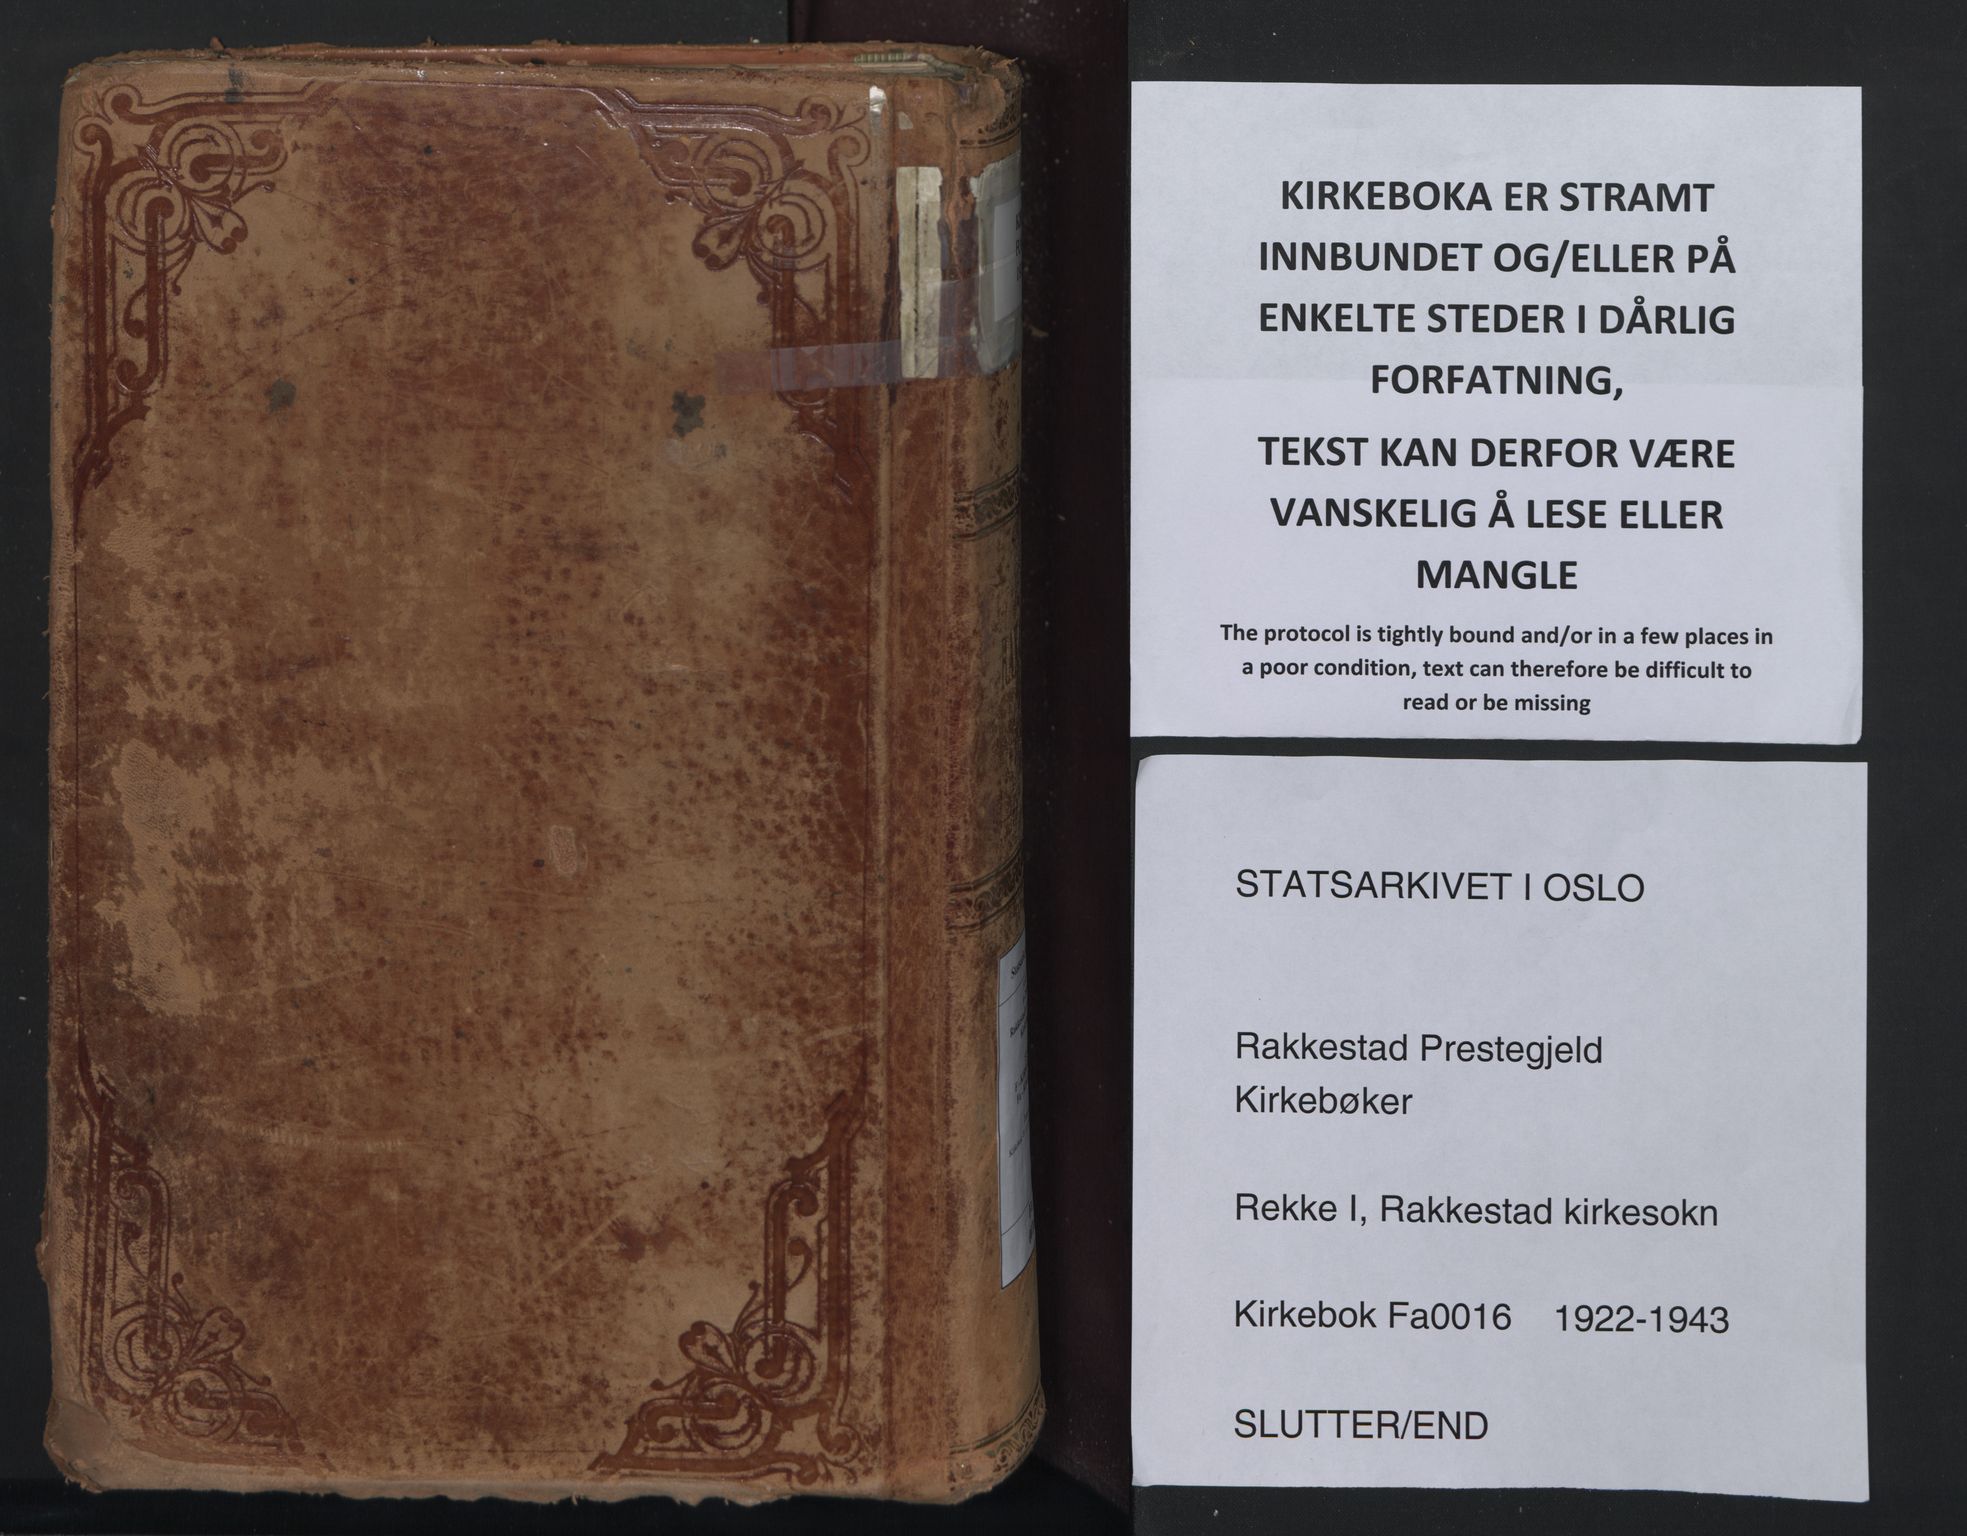 KIRKEBOKA ER STRAMT
INNBUNDET OG/ELLER PÅ
ENKELTE STEDER I DÅRLIG
FORFATNING,
TEKST KAN DERFOR VÆRE
VANSKELIG Å LESE ELLER
MANGLE
The protocol is tightly bound and/or in a few places in
a poor condition, text can therefore be difficult to
read or be missing
STATSARKIVET I OSLO
Rakkestad Prestegjeld
Kirkebøker
Rekke I, Rakkestad kirkesokn
Kirkebok Fa0016 1922-1943
SLUTTER/END